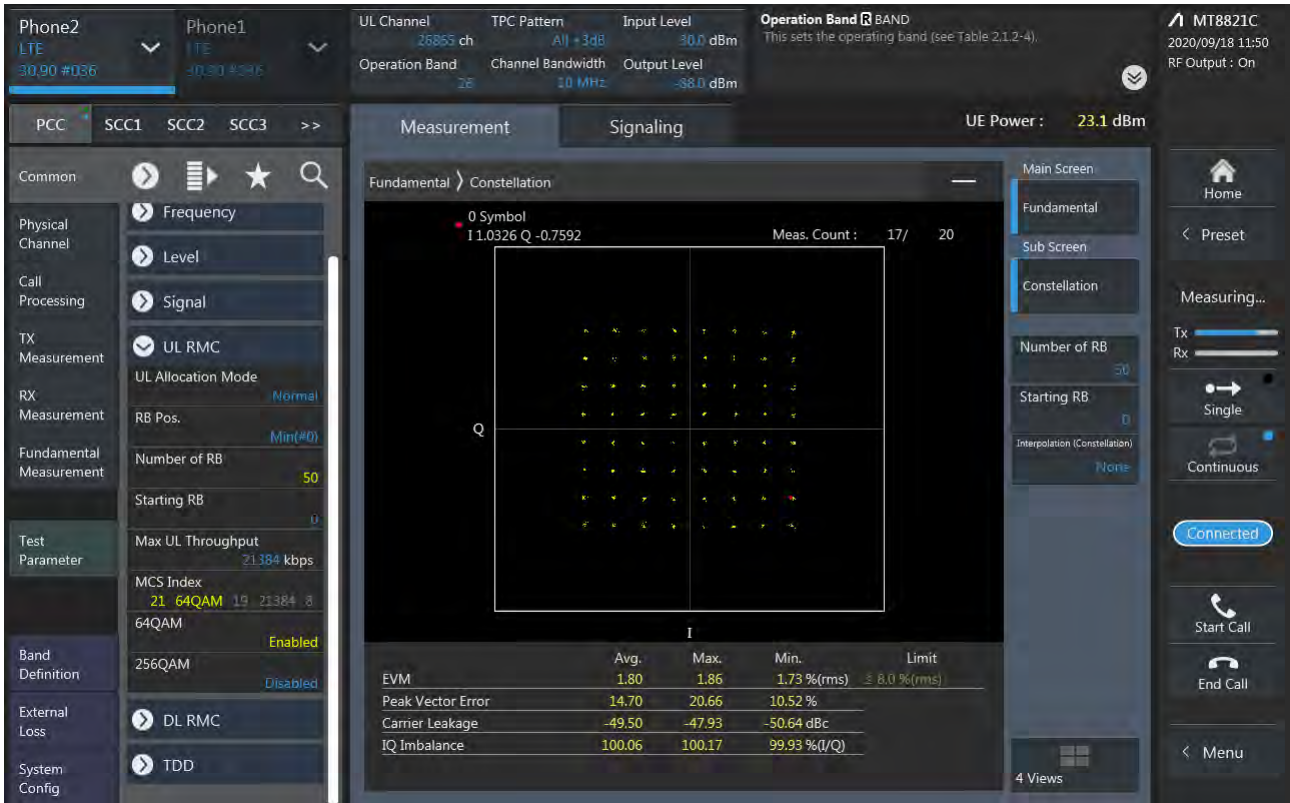 Phone2
LTE
30.90 #036
Phone1
LTE
UL Channel
26865 ch
TPC Pattern
All +3dB
Input Level
30.0 dBm
Operation Band
26
Channel Bandwidth
10 MHz
Output Level
-88.0 dBm
Operation Band R BAND
This sets the operating band (see Table 2.1.2-4).
MT8821C
2020/09/18 11:50
RF Output : On
PCC SCC1 SCC2 SCC3 >>
Measurement
Signaling
UE Power : 23.1 dBm
Common
Physical
Channel
Call
Processing
TX
Measurement
RX
Measurement
Fundamental
Measurement
Test
Parameter
Band
Definition
External
Loss
System
Config
Frequency
Level
Signal
UL RMC
UL Allocation Mode
Normal
RB Pos.
Min(#0)
Number of RB
50
Starting RB
0
Max UL Throughput
21384 kbps
MCS Index
21 64QAM 19 21384 8
64QAM
Enabled
256QAM
Disabled
DL RMC
TDD
Fundamental 〉 Constellation
0 Symbol
I 1.0326 Q -0.7592
Meas. Count : 17/ 20
Q
I
Avg. Max. Min. Limit
EVM 1.80 1.86 1.73 %(rms) ≤ 8.0 %(rms)
Peak Vector Error 14.70 20.66 10.52 %
Carrier Leakage -49.50 -47.93 -50.64 dBc
IQ Imbalance 100.06 100.17 99.93 %(I/Q)
Main Screen
Fundamental
Sub Screen
Constellation
Number of RB
50
Starting RB
0
Interpolation (Constellation)
None
4 Views
Home
< Preset
Measuring...
Tx
Rx
Single
Continuous
Connected
Start Call
End Call
< Menu